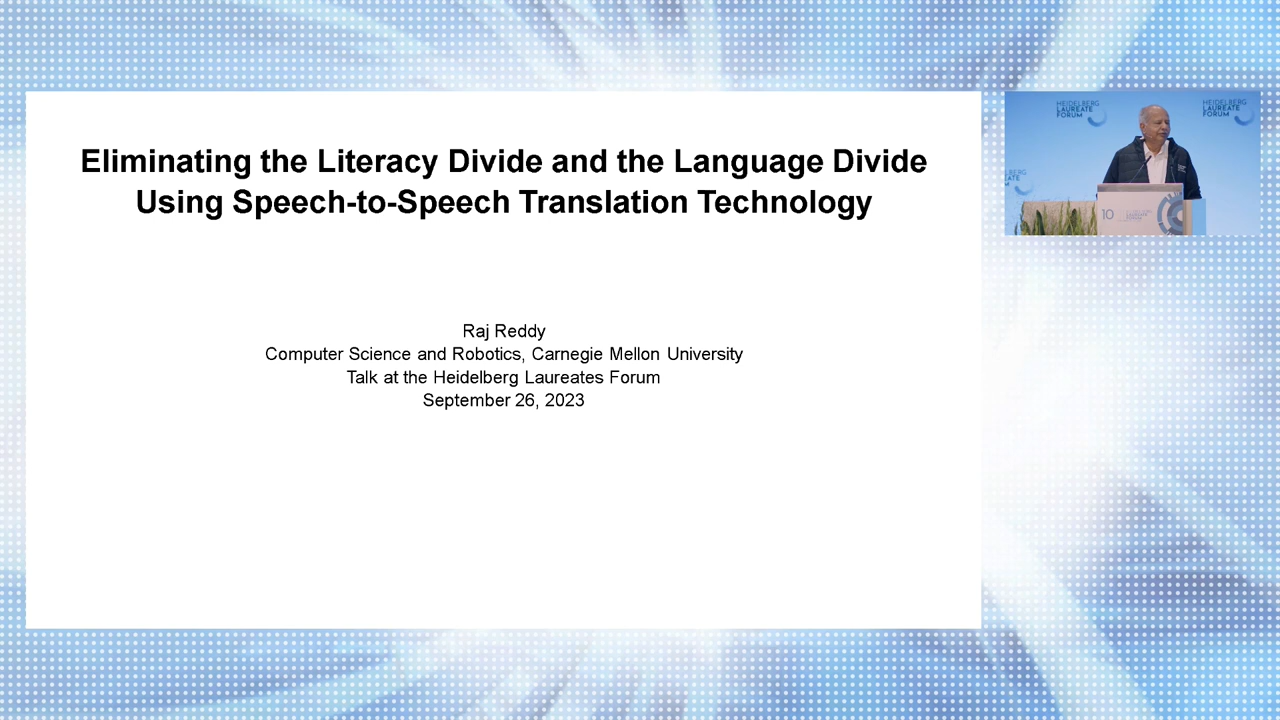 Eliminating the Literacy Divide and the Language Divide
Using Speech-to-Speech Translation Technology
Raj Reddy
Computer Science and Robotics, Carnegie Mellon University
Talk at the Heidelberg Laureates Forum
September 26, 2023
HEIDELBERG
LAUREATE
FORUM
HEIDELBERG
LAUREATE
FORUM
10